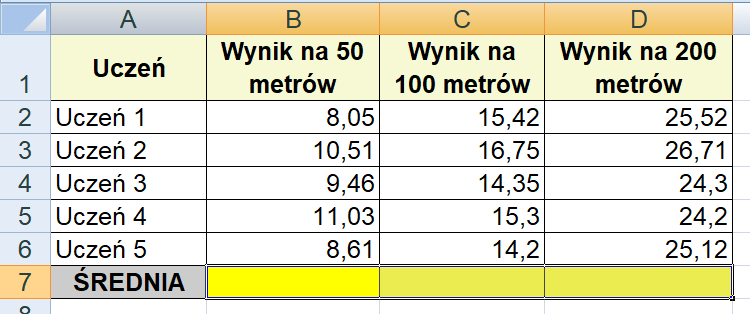 A B C D
1 Uczeń Wynik na 50 metrów Wynik na 100 metrów Wynik na 200 metrów
2 Uczeń 1 8,05 15,42 25,52
3 Uczeń 2 10,51 16,75 26,71
4 Uczeń 3 9,46 14,35 24,3
5 Uczeń 4 11,03 15,3 24,2
6 Uczeń 5 8,61 14,2 25,12
7 ŚREDNIA
8